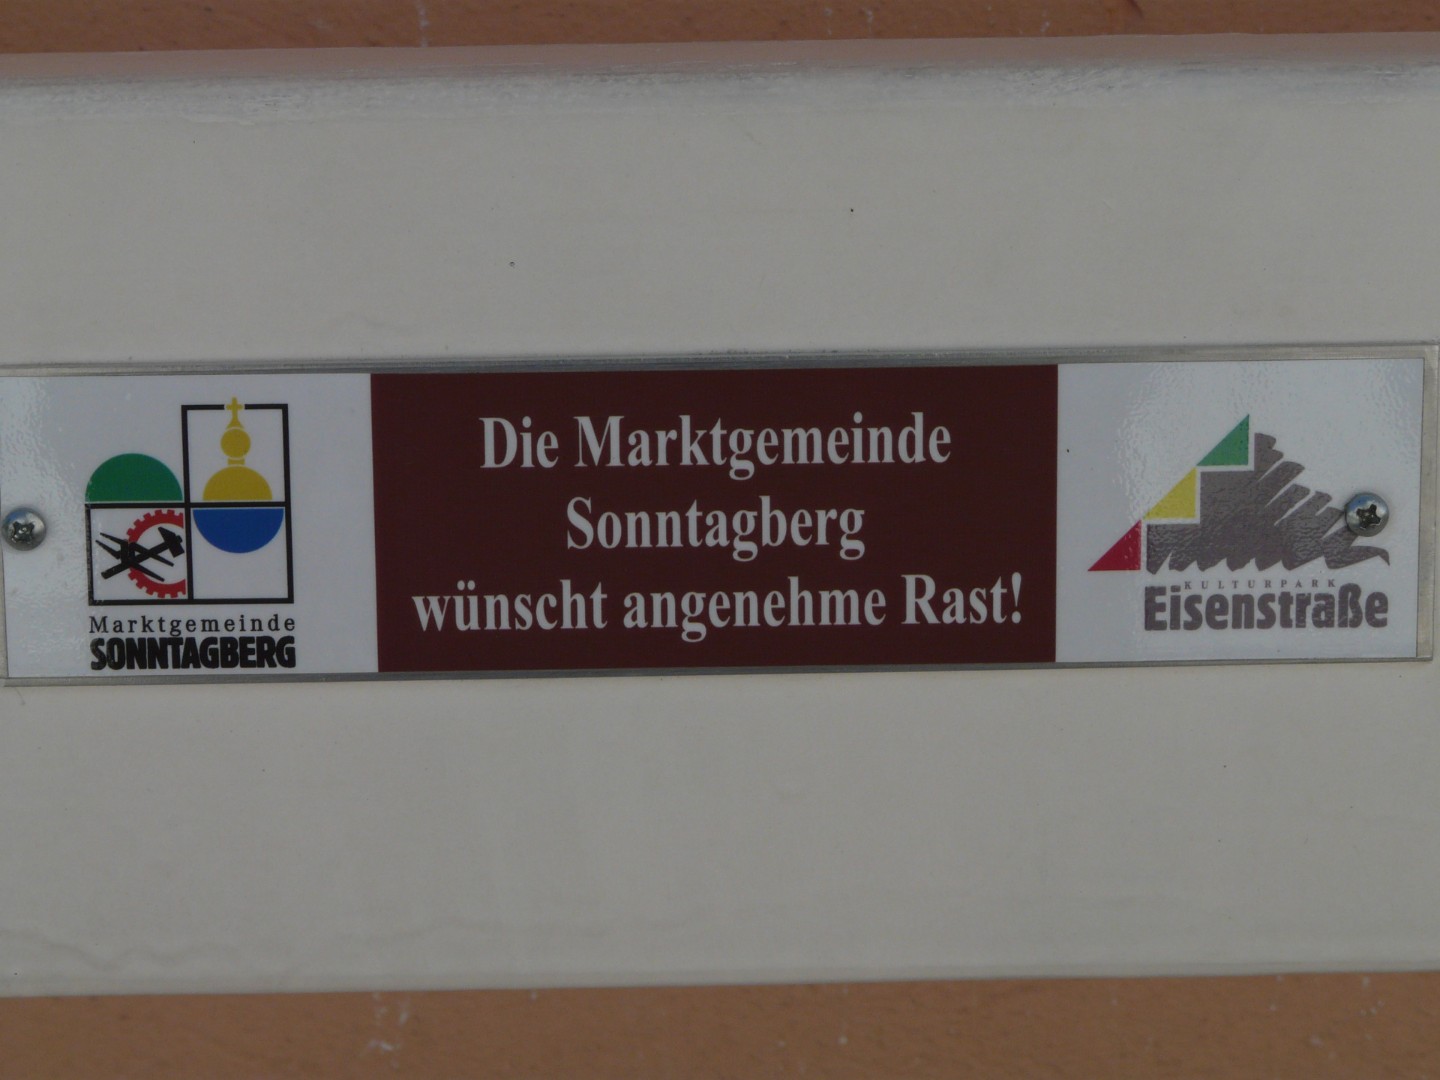 Marktgemeinde
SONNTAGBERG
Die Marktgemeinde
Sonntagberg
wünscht angenehme Rast!
KULTURPARK
Eisenstraße